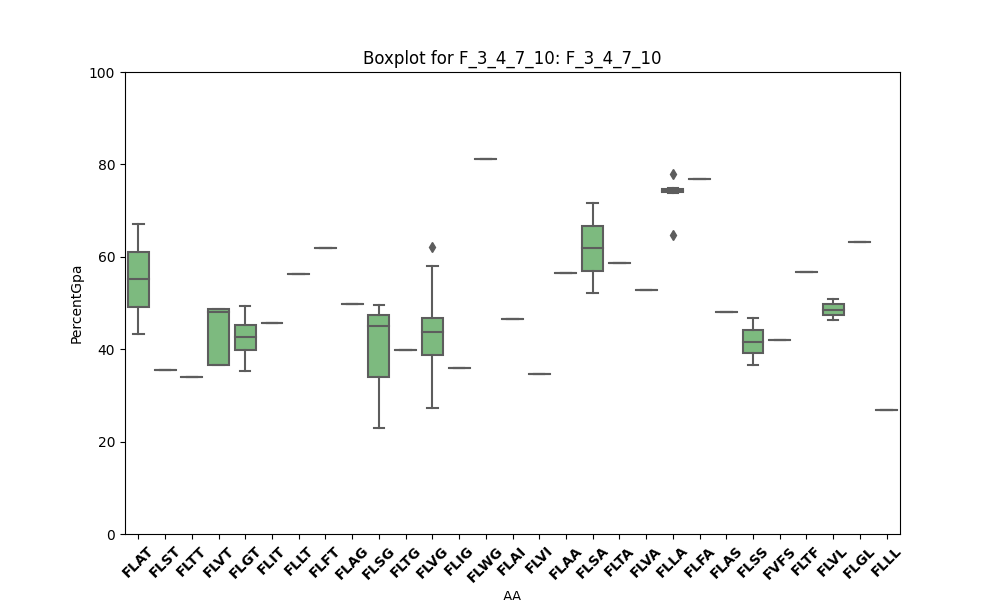 Boxplot for F_3_4_7_10: F_3_4_7_10
100
80
60
40
20
0
PercentGpa
FLAT FLST FLTT FLVT FLGT FLIT FLLT FLFT FLAG FLSG FLTG FLVG FLIG FLWG FLAI FLVI FLAA FLSA FLTA FLVA FLLA FLFA FLAS FLSS FVFS FLTF FLVL FLGL FLLL
AA